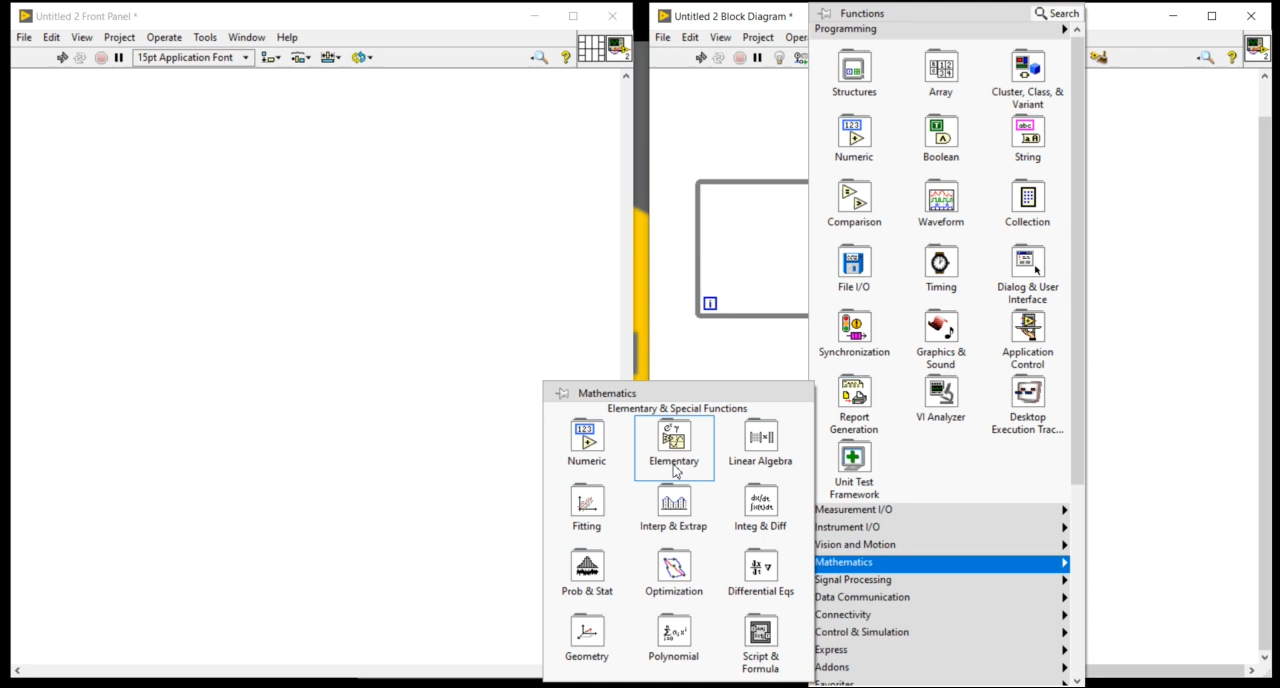 Untitled 2 Front Panel *
File Edit View Project Operate Tools Window Help
15pt Application Font
2
Untitled 2 Block Diagram *
File Edit View Project Oper
2
i
Functions
Search
Programming
Structures
Array
Cluster, Class, &
Variant
Numeric
Boolean
String
Comparison
Waveform
Collection
File I/O
Timing
Dialog & User
Interface
Synchronization
Graphics &
Sound
Application
Control
Report
Generation
VI Analyzer
Desktop
Execution Trac...
Unit Test
Framework
Measurement I/O
Instrument I/O
Vision and Motion
Mathematics
Signal Processing
Data Communication
Connectivity
Control & Simulation
Express
Addons
Favorites
Mathematics
Elementary & Special Functions
Numeric
Elementary
Linear Algebra
Fitting
Interp & Extrap
Integ & Diff
Prob & Stat
Optimization
Differential Eqs
Geometry
Polynomial
Script &
Formula